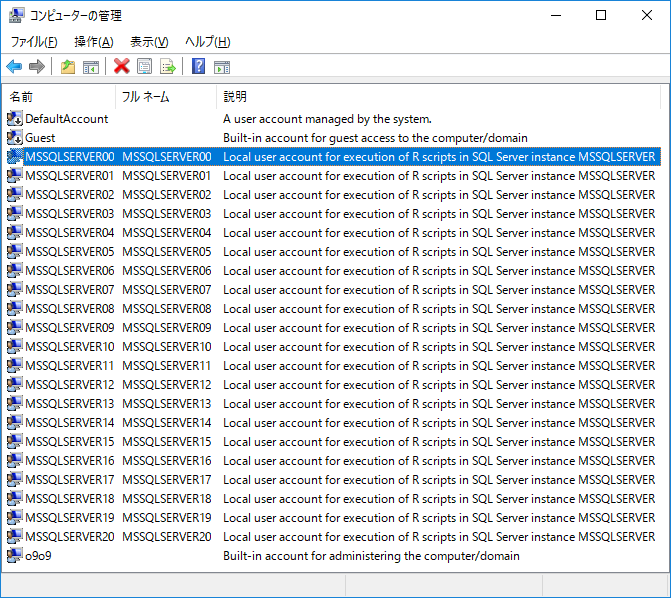 コンピューターの管理
ファイル(F) 操作(A) 表示(V) ヘルプ(H)
名前 フル ネーム 説明
DefaultAccount A user account managed by the system.
Guest Built-in account for guest access to the computer/domain
MSSQLSERVER00 MSSQLSERVER00 Local user account for execution of R scripts in SQL Server instance MSSQLSERVER
MSSQLSERVER01 MSSQLSERVER01 Local user account for execution of R scripts in SQL Server instance MSSQLSERVER
MSSQLSERVER02 MSSQLSERVER02 Local user account for execution of R scripts in SQL Server instance MSSQLSERVER
MSSQLSERVER03 MSSQLSERVER03 Local user account for execution of R scripts in SQL Server instance MSSQLSERVER
MSSQLSERVER04 MSSQLSERVER04 Local user account for execution of R scripts in SQL Server instance MSSQLSERVER
MSSQLSERVER05 MSSQLSERVER05 Local user account for execution of R scripts in SQL Server instance MSSQLSERVER
MSSQLSERVER06 MSSQLSERVER06 Local user account for execution of R scripts in SQL Server instance MSSQLSERVER
MSSQLSERVER07 MSSQLSERVER07 Local user account for execution of R scripts in SQL Server instance MSSQLSERVER
MSSQLSERVER08 MSSQLSERVER08 Local user account for execution of R scripts in SQL Server instance MSSQLSERVER
MSSQLSERVER09 MSSQLSERVER09 Local user account for execution of R scripts in SQL Server instance MSSQLSERVER
MSSQLSERVER10 MSSQLSERVER10 Local user account for execution of R scripts in SQL Server instance MSSQLSERVER
MSSQLSERVER11 MSSQLSERVER11 Local user account for execution of R scripts in SQL Server instance MSSQLSERVER
MSSQLSERVER12 MSSQLSERVER12 Local user account for execution of R scripts in SQL Server instance MSSQLSERVER
MSSQLSERVER13 MSSQLSERVER13 Local user account for execution of R scripts in SQL Server instance MSSQLSERVER
MSSQLSERVER14 MSSQLSERVER14 Local user account for execution of R scripts in SQL Server instance MSSQLSERVER
MSSQLSERVER15 MSSQLSERVER15 Local user account for execution of R scripts in SQL Server instance MSSQLSERVER
MSSQLSERVER16 MSSQLSERVER16 Local user account for execution of R scripts in SQL Server instance MSSQLSERVER
MSSQLSERVER17 MSSQLSERVER17 Local user account for execution of R scripts in SQL Server instance MSSQLSERVER
MSSQLSERVER18 MSSQLSERVER18 Local user account for execution of R scripts in SQL Server instance MSSQLSERVER
MSSQLSERVER19 MSSQLSERVER19 Local user account for execution of R scripts in SQL Server instance MSSQLSERVER
MSSQLSERVER20 MSSQLSERVER20 Local user account for execution of R scripts in SQL Server instance MSSQLSERVER
o9o9 Built-in account for administering the computer/domain